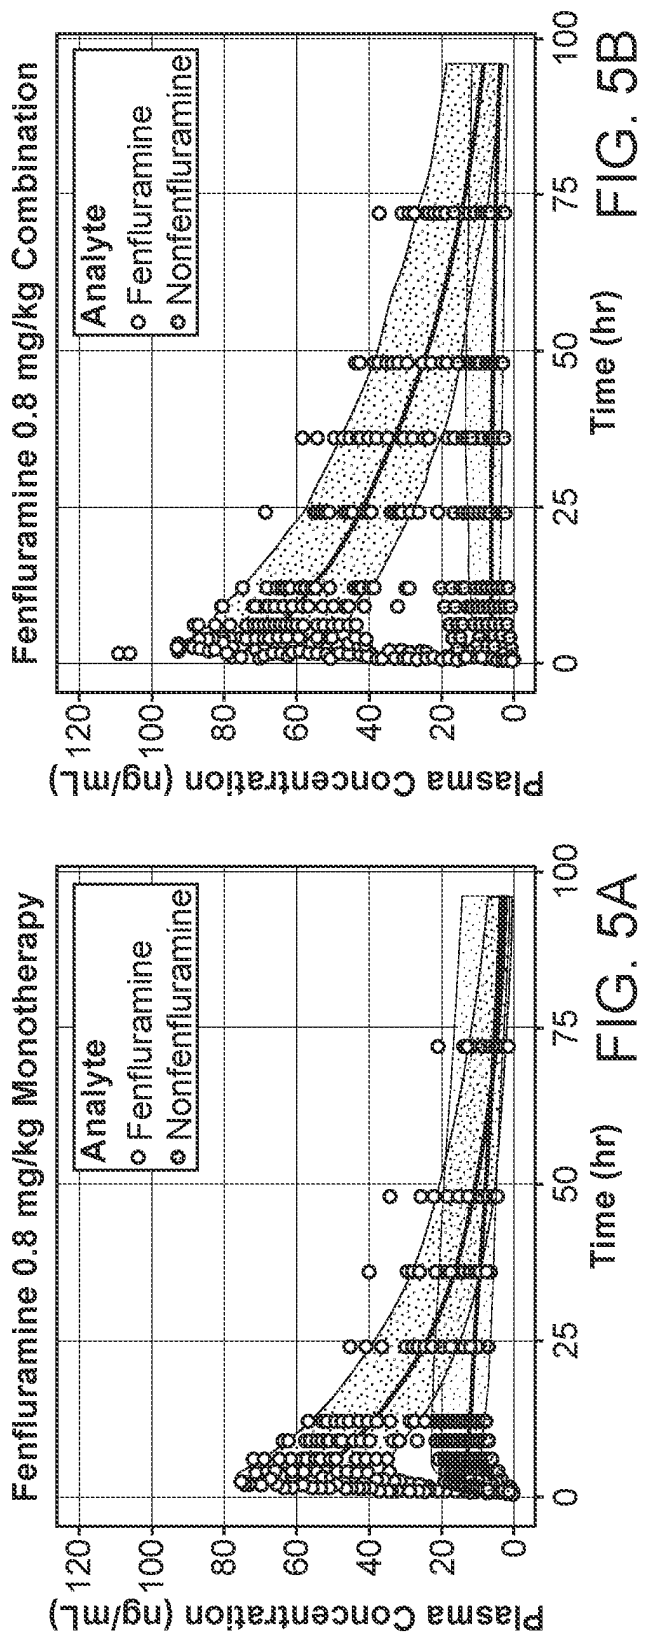 Fenfluramine 0.8 mg/kg Monotherapy
Plasma Concentration (ng/mL)
120
100
80
60
40
20
0
Analyte
Fenfluramine
Nonfenfluramine
0
25
50
75
100
Time (hr)
FIG. 5A
Fenfluramine 0.8 mg/kg Combination
Plasma Concentration (ng/mL)
120
100
80
60
40
20
0
Analyte
Fenfluramine
Nonfenfluramine
0
25
50
75
100
Time (hr)
FIG. 5B